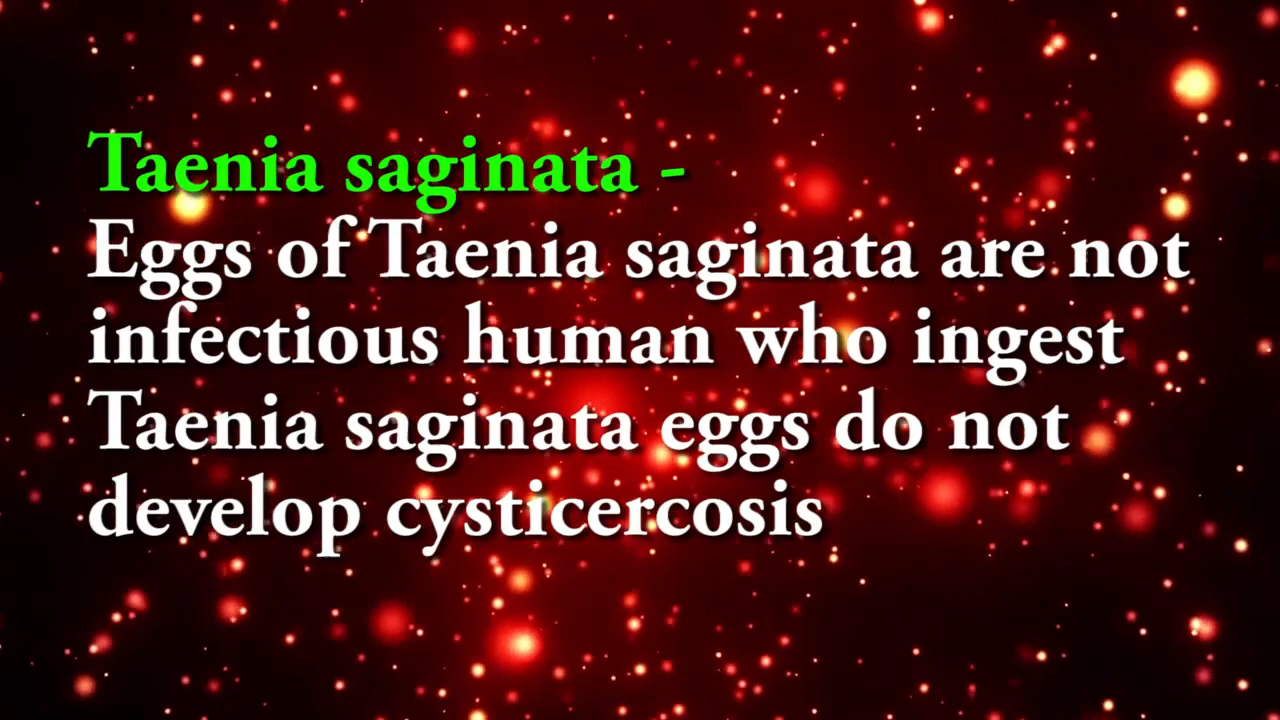 Taenia saginata -
Eggs of Taenia saginata are not
infectious human who ingest
Taenia saginata eggs do not
develop cysticercosis